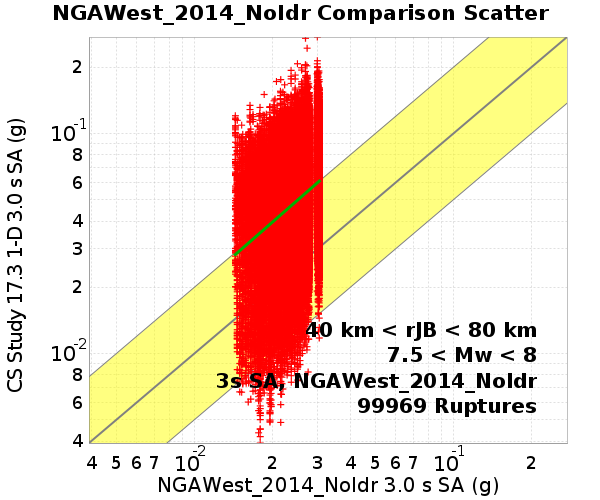 NGAWest_2014_NoIdr Comparison Scatter
CS Study 17.3 1-D 3.0 s SA (g)
2
10^-1
8
6
4
3
2
10^-2
8
6
4
40 km < rJB < 80 km
7.5 < Mw < 8
3s SA, NGAWest_2014_NoIdr
99969 Ruptures
4 5 6 7 10^-2 2 3 4 5 6 7 10^-1 2
NGAWest_2014_NoIdr 3.0 s SA (g)